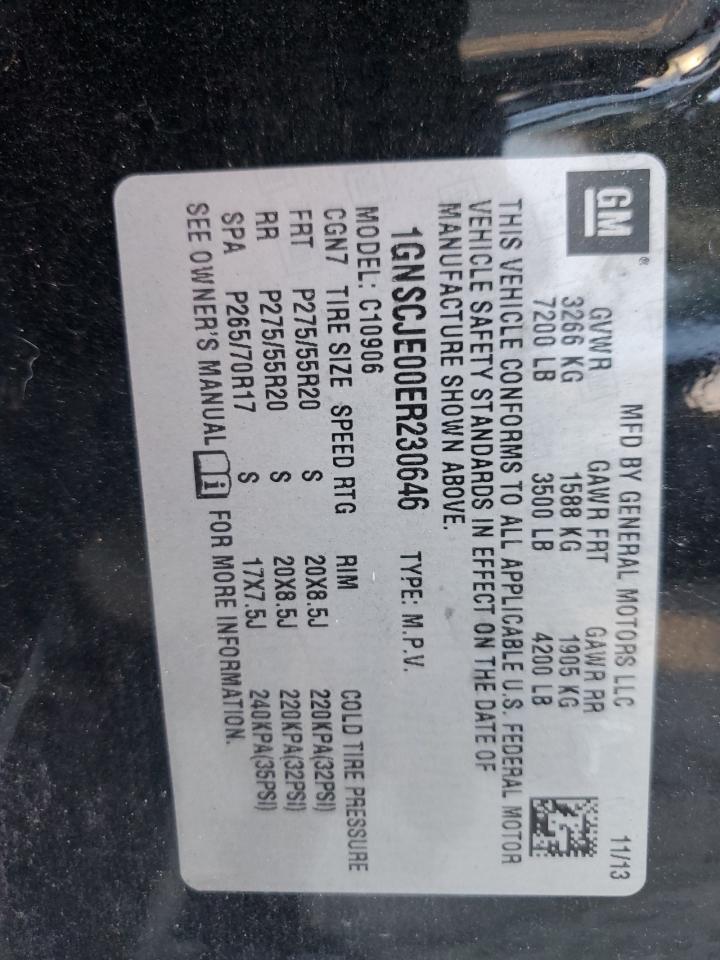 GM®
MFD BY GENERAL MOTORS LLC 11/13
GVWR GAWR FRT GAWR RR
3266 KG 1588 KG 1905 KG
7200 LB 3500 LB 4200 LB
THIS VEHICLE CONFORMS TO ALL APPLICABLE U.S. FEDERAL MOTOR
VEHICLE SAFETY STANDARDS IN EFFECT ON THE DATE OF
MANUFACTURE SHOWN ABOVE.
1GNSCJE00ER230646 TYPE: M.P.V.
MODEL: C10906
CGN7 TIRE SIZE SPEED RTG RIM COLD TIRE PRESSURE
FRT P275/55R20 S 20X8.5J 220KPA(32PSI)
RR P275/55R20 S 20X8.5J 220KPA(32PSI)
SPA P265/70R17 S 17X7.5J 240KPA(35PSI)
SEE OWNER'S MANUAL i FOR MORE INFORMATION.